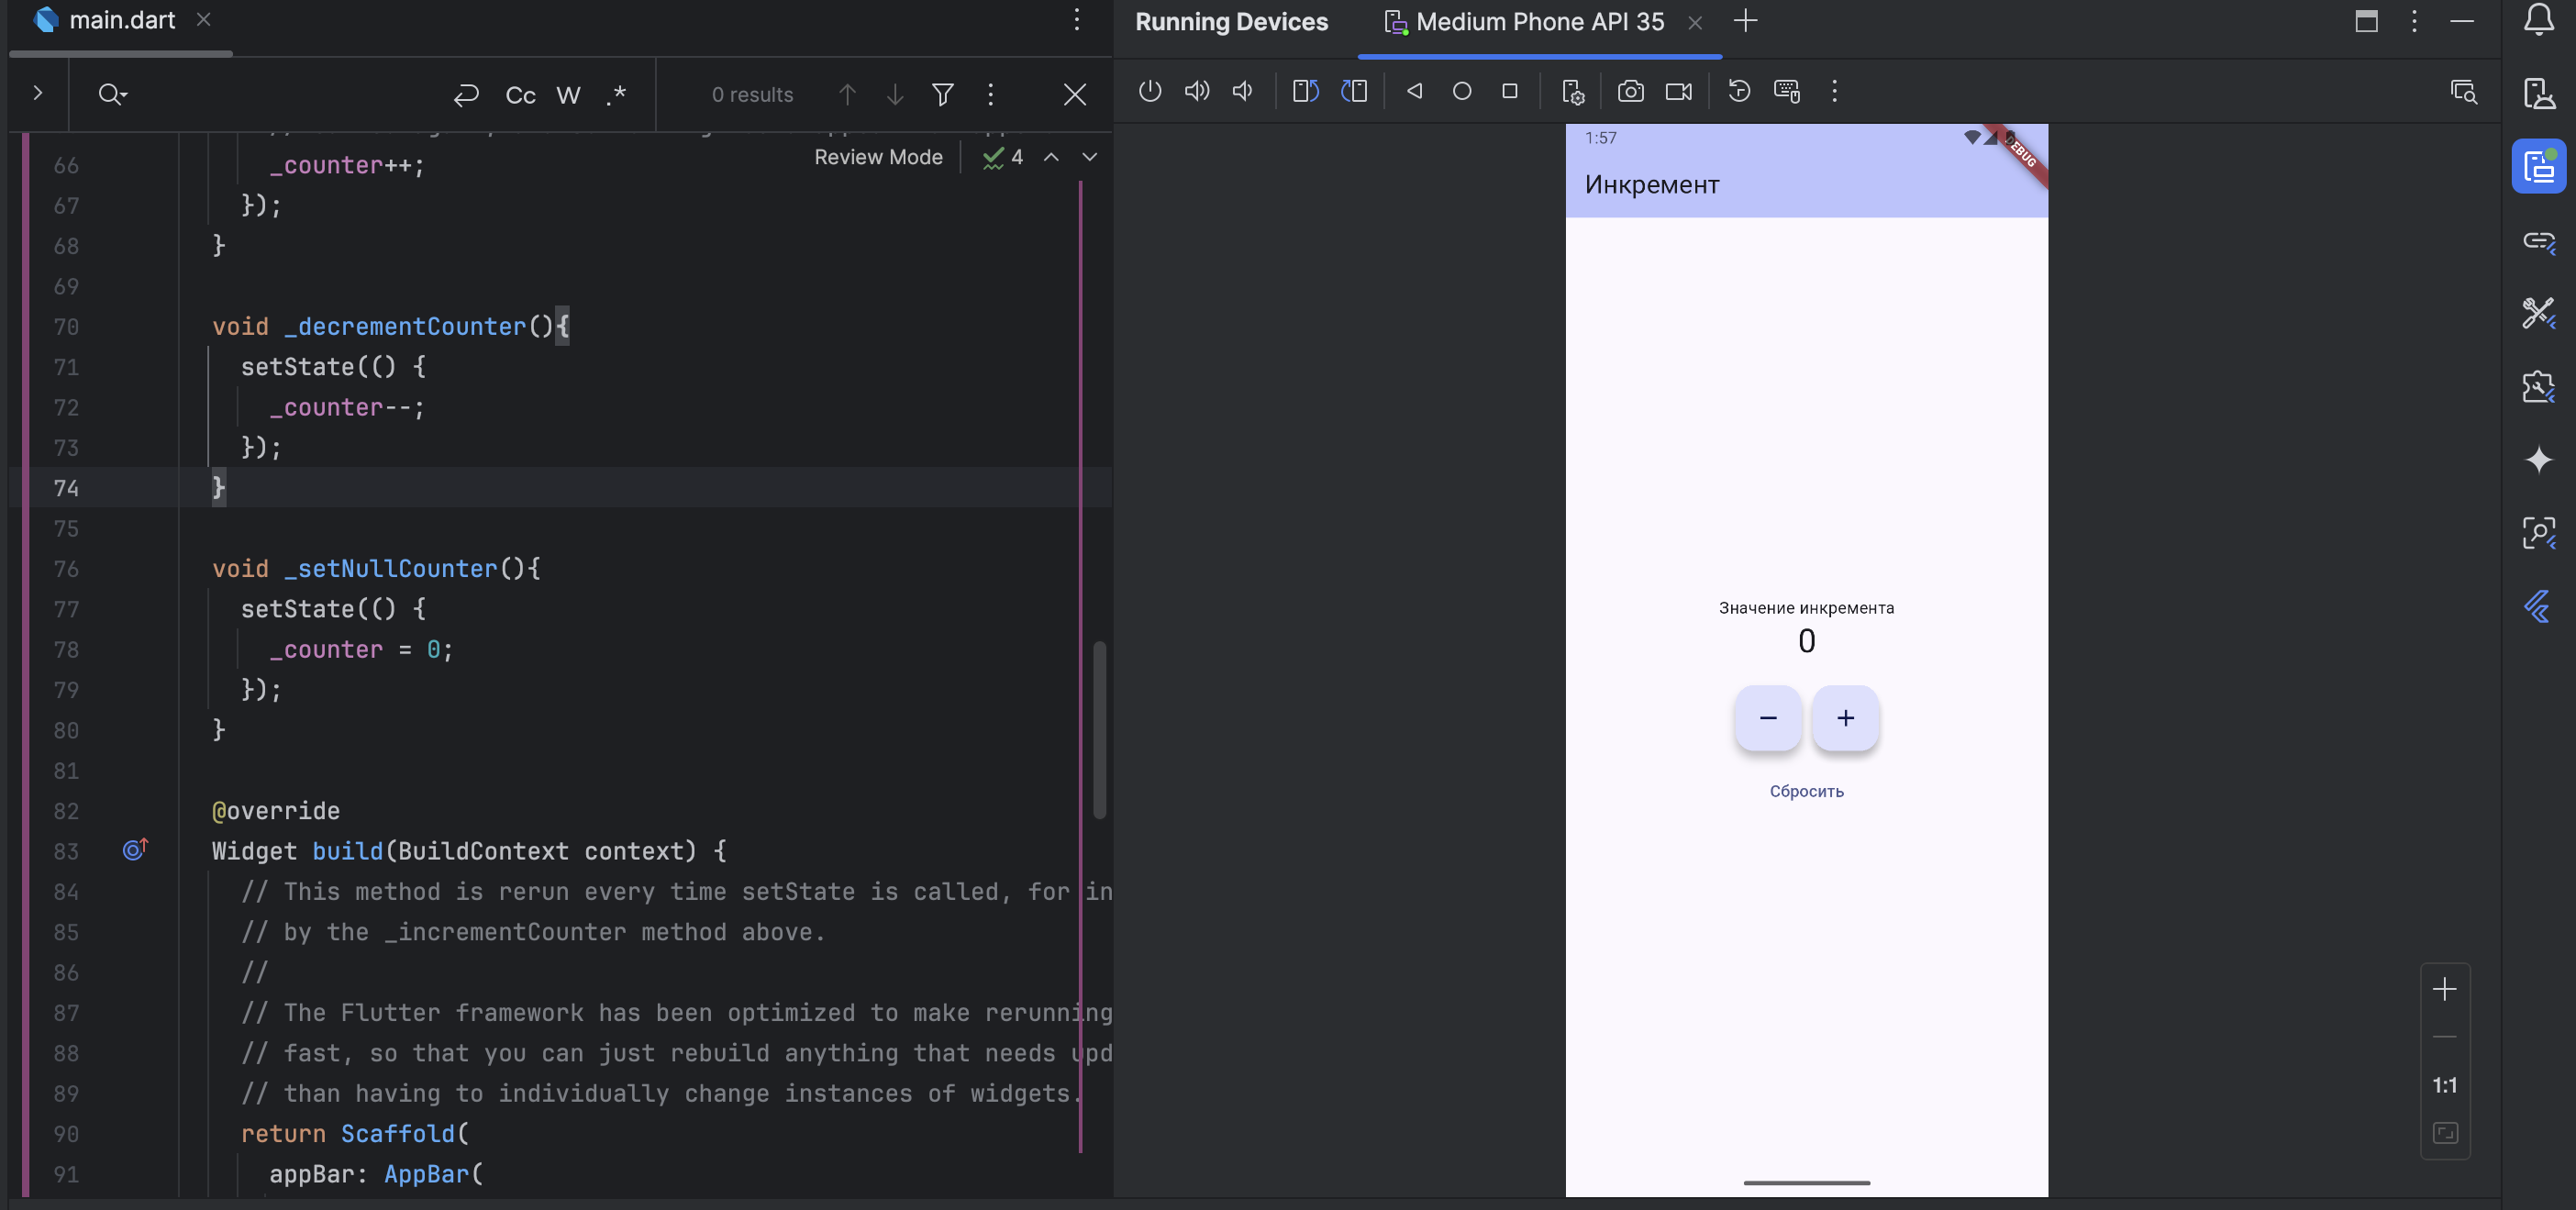 main.dart
Cc W .*
0 results
Review Mode
4
66 _counter++;
67 });
68 }
69
70 void _decrementCounter(){
71 setState(() {
72 _counter--;
73 });
74 }
75
76 void _setNullCounter(){
77 setState(() {
78 _counter = 0;
79 });
80 }
81
82 @override
83 Widget build(BuildContext context) {
84 // This method is rerun every time setState is called, for in
85 // by the _incrementCounter method above.
86 //
87 // The Flutter framework has been optimized to make rerunning
88 // fast, so that you can just rebuild anything that needs upd
89 // than having to individually change instances of widgets.
90 return Scaffold(
91 appBar: AppBar(
Running Devices
Medium Phone API 35
1:57
DEBUG
Инкремент
Значение инкремента
0
− +
Сбросить
1:1